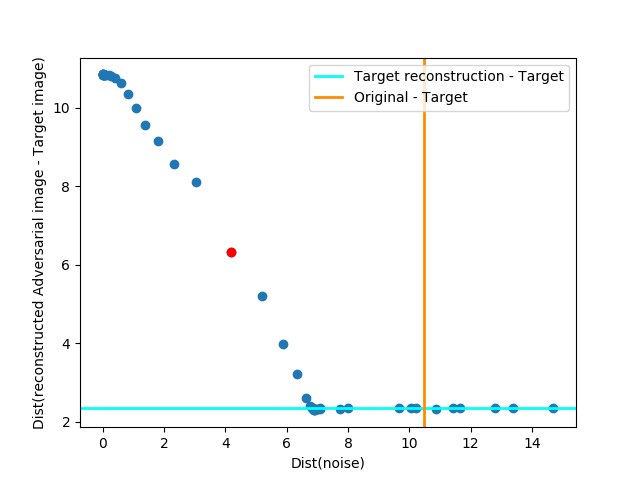 Target reconstruction - Target
Original - Target
Dist(reconstructed Adversarial image - Target image)
10
8
6
4
2
0 2 4 6 8 10 12 14
Dist(noise)